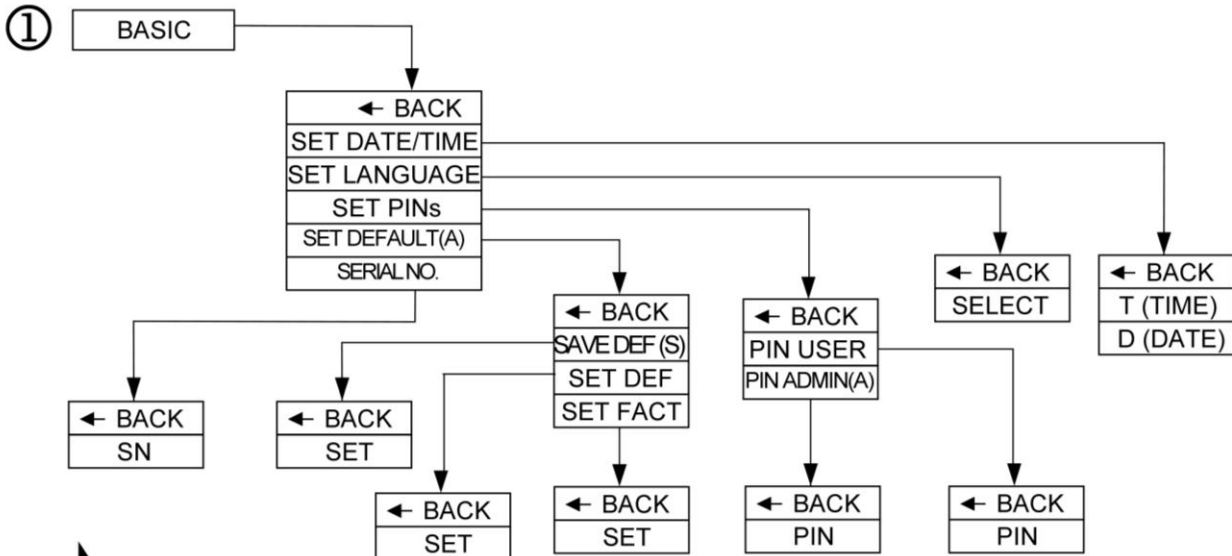 ① BASIC
← BACK
SET DATE/TIME
SET LANGUAGE
SET PINs
SET DEFAULT(A)
SERIAL NO.
← BACK
SELECT
← BACK
T (TIME)
D (DATE)
← BACK
SAVE DEF (S)
SET DEF
SET FACT
← BACK
PIN USER
PIN ADMIN(A)
← BACK
SN
← BACK
SET
← BACK
SET
← BACK
SET
← BACK
PIN
← BACK
PIN